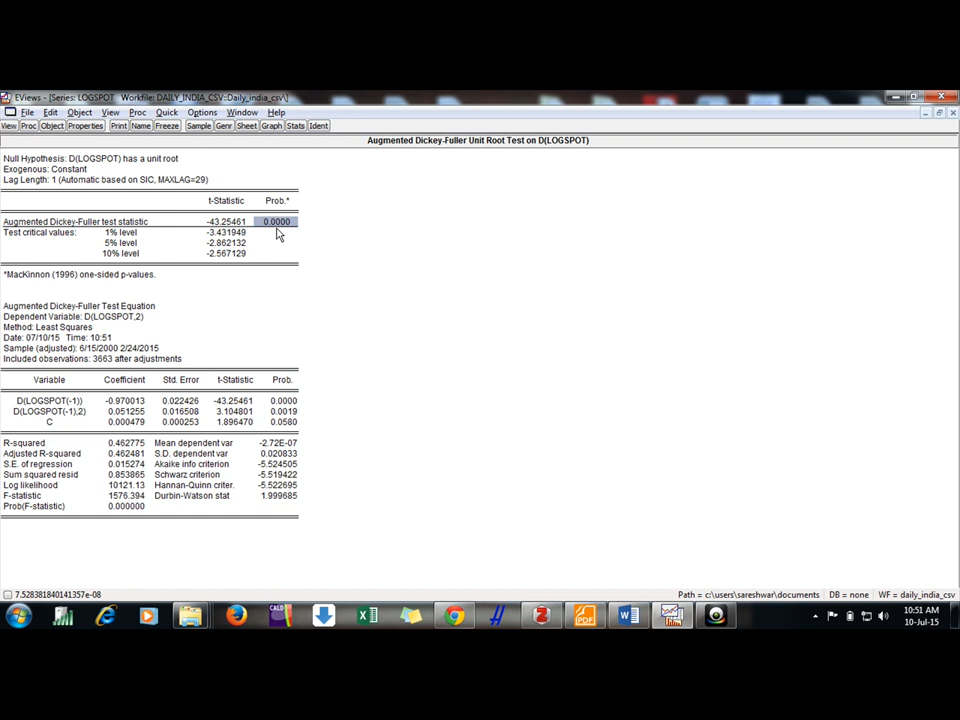 EViews - [Series: LOGSPOT  Workfile: DAILY_INDIA_CSV::Daily_india_csv\]
File Edit Object View Proc Quick Options Window Help
View Proc Object Properties Print Name Freeze Sample Genr Sheet Graph Stats Ident
Augmented Dickey-Fuller Unit Root Test on D(LOGSPOT)
Null Hypothesis: D(LOGSPOT) has a unit root
Exogenous: Constant
Lag Length: 1 (Automatic based on SIC, MAXLAG=29)
t-Statistic Prob.*
Augmented Dickey-Fuller test statistic -43.25461 0.0000
Test critical values: 1% level -3.431949
5% level -2.862132
10% level -2.567129
*MacKinnon (1996) one-sided p-values.
Augmented Dickey-Fuller Test Equation
Dependent Variable: D(LOGSPOT,2)
Method: Least Squares
Date: 07/10/15 Time: 10:51
Sample (adjusted): 6/15/2000 2/24/2015
Included observations: 3663 after adjustments
Variable Coefficient Std. Error t-Statistic Prob.
D(LOGSPOT(-1)) -0.970013 0.022426 -43.25461 0.0000
D(LOGSPOT(-1),2) 0.051255 0.016508 3.104801 0.0019
C 0.000479 0.000253 1.896470 0.0580
R-squared 0.462775 Mean dependent var -2.72E-07
Adjusted R-squared 0.462481 S.D. dependent var 0.020833
S.E. of regression 0.015274 Akaike info criterion -5.524505
Sum squared resid 0.853865 Schwarz criterion -5.519422
Log likelihood 10121.13 Hannan-Quinn criter. -5.522695
F-statistic 1576.394 Durbin-Watson stat 1.999685
Prob(F-statistic) 0.000000
7.528381840141357e-08 Path = c:\users\sareshwar\documents DB = none WF = daily_india_csv
CALD
PDF
10:51 AM
10-Jul-15